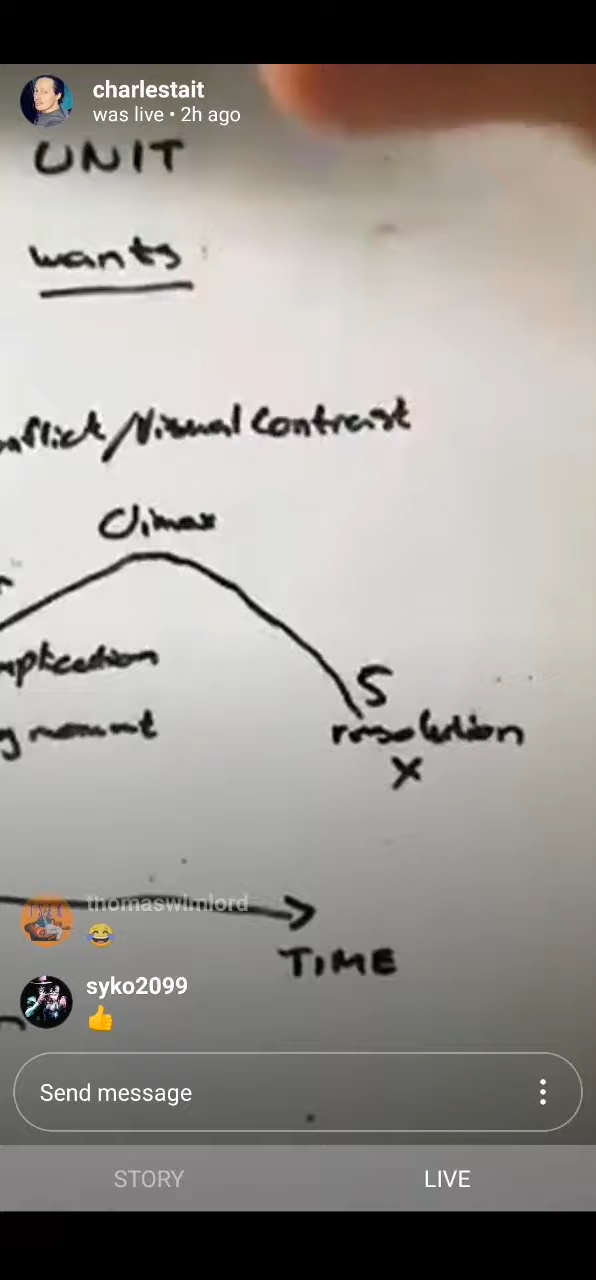 charlestait
was live • 2h ago
UNIT
wants
nflict/Visual Contrast
Climax
mplication
g moment
S
resolution
X
thomaswimlord
😂
TIME
syko2099
👍
Send message
STORY
LIVE